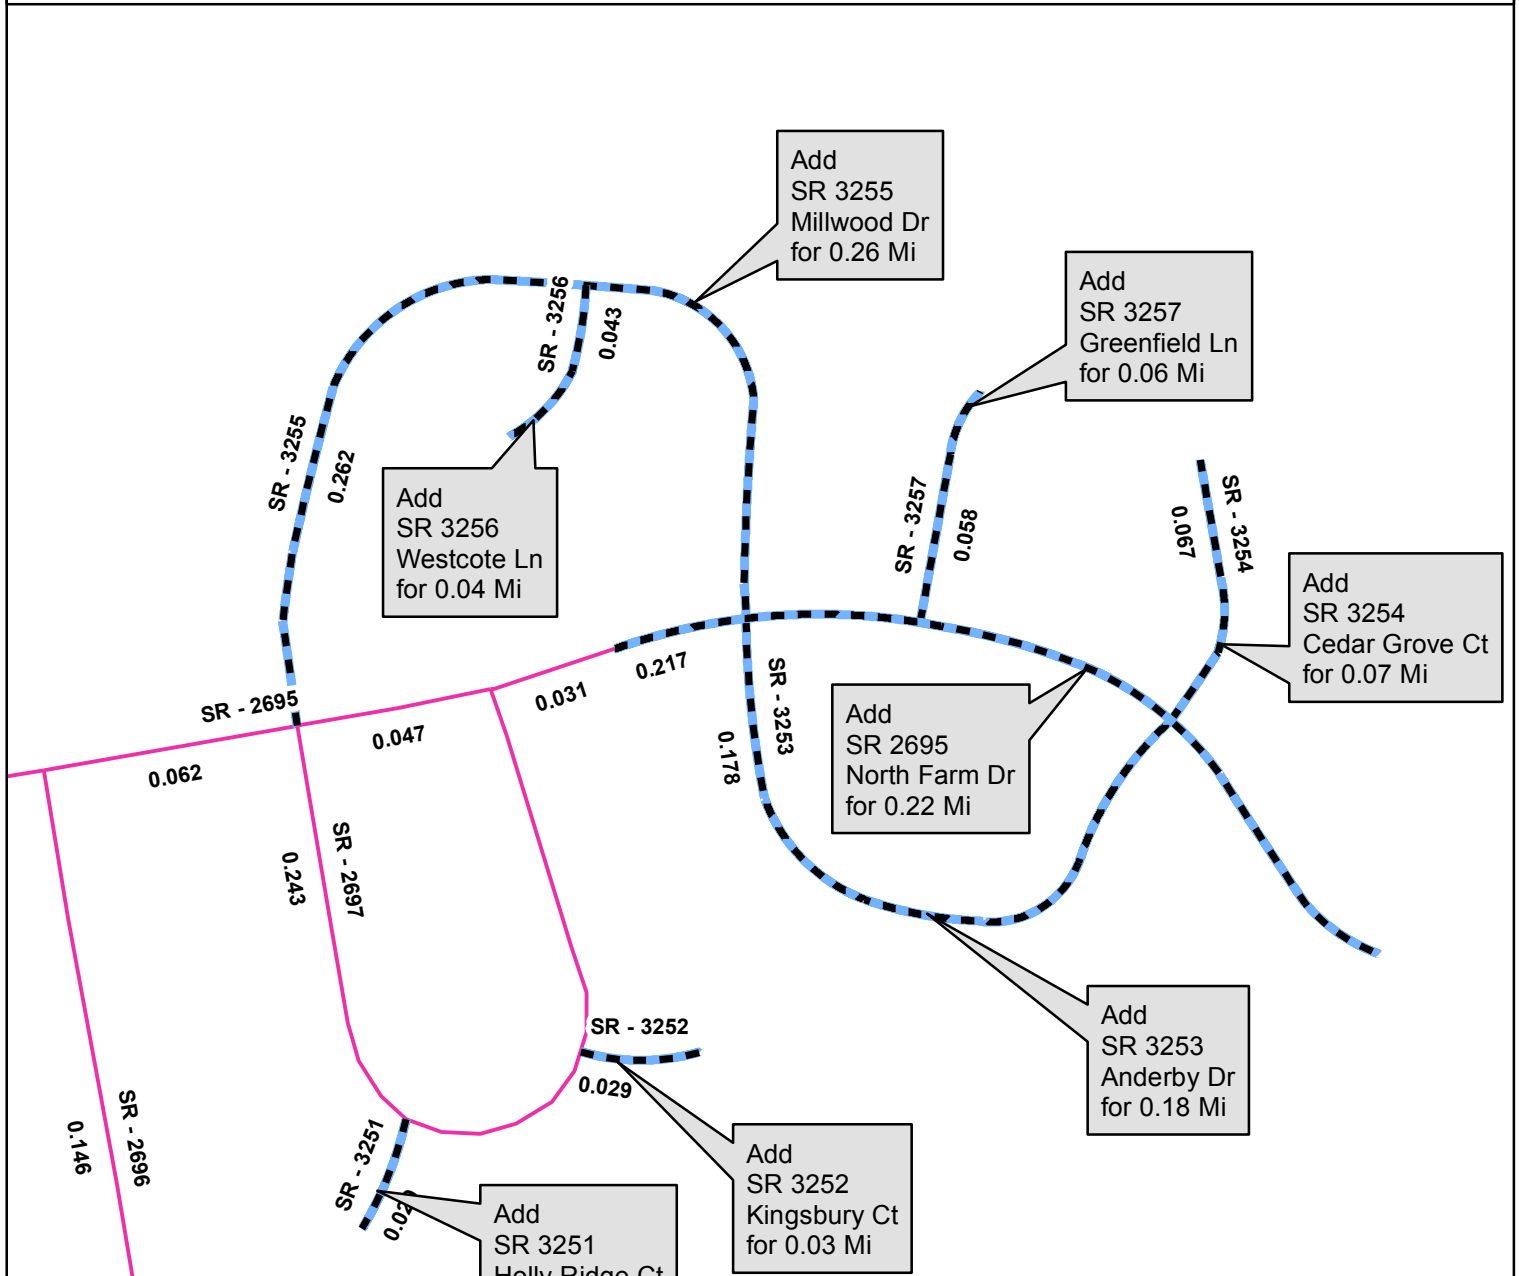 Add
SR 3255
Millwood Dr
for 0.26 Mi
Add
SR 3257
Greenfield Ln
for 0.06 Mi
SR - 3256
0.043
SR - 3255
0.262
Add
SR 3256
Westcote Ln
for 0.04 Mi
SR - 3257
0.058
SR - 3254
0.067
Add
SR 3254
Cedar Grove Ct
for 0.07 Mi
SR - 2695
0.062
0.047
0.031
0.217
SR - 3253
0.178
Add
SR 2695
North Farm Dr
for 0.22 Mi
SR - 2697
0.243
Add
SR 3253
Anderby Dr
for 0.18 Mi
SR - 3252
0.029
Add
SR 3252
Kingsbury Ct
for 0.03 Mi
SR - 2696
0.146
SR - 3251
Add
SR 3251
Holly Ridge Ct